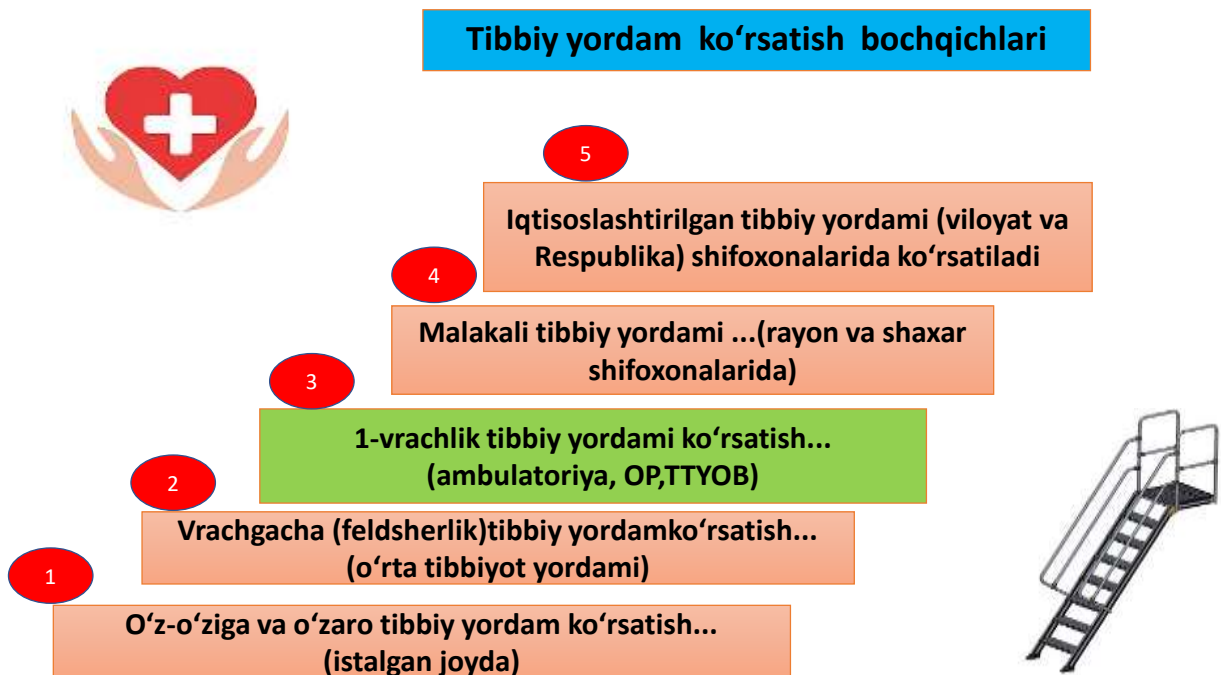 Tibbiy yordam ko‘rsatish bochqichlari
5
Iqtisoslashtirilgan tibbiy yordami (viloyat va
Respublika) shifoxonalarida ko‘rsatiladi
4
Malakali tibbiy yordami ...(rayon va shaxar
shifoxonalarida)
3
1-vrachlik tibbiy yordami ko‘rsatish...
(ambulatoriya, OP,TTYOB)
2
Vrachgacha (feldsherlik)tibbiy yordamko‘rsatish...
(o‘rta tibbiyot yordami)
1
O‘z-o‘ziga va o‘zaro tibbiy yordam ko‘rsatish...
(istalgan joyda)